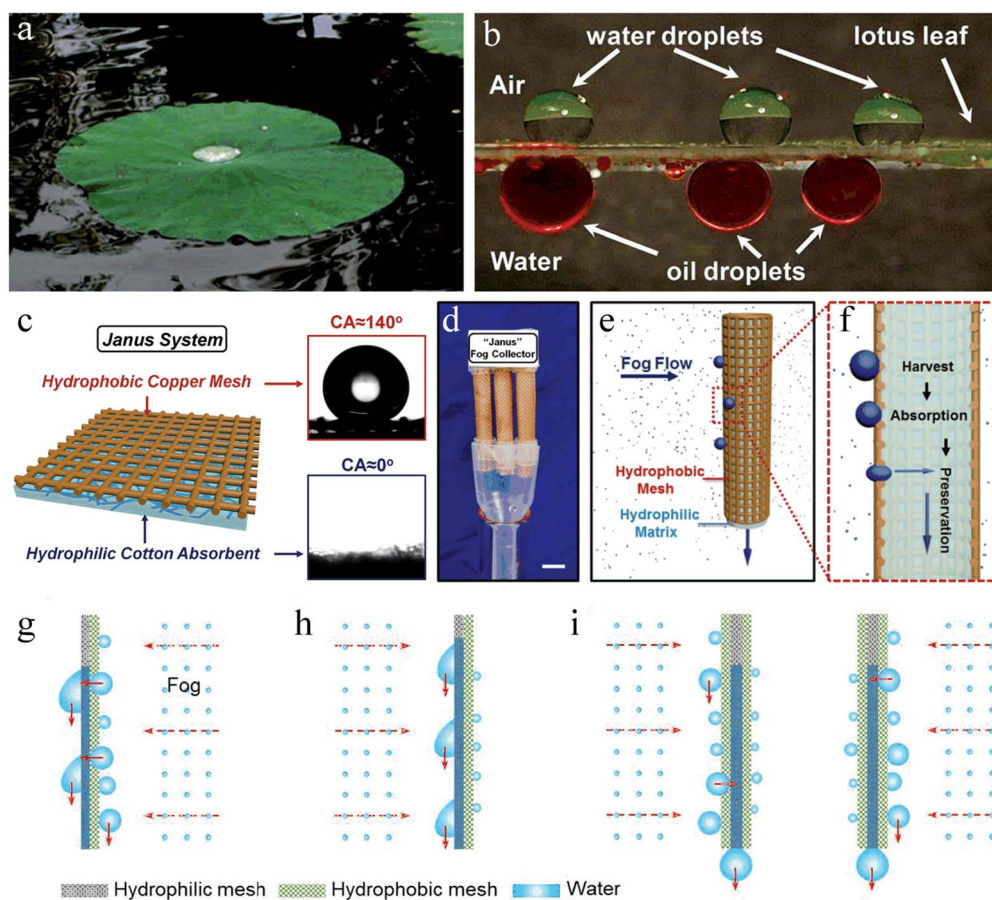 a
b
water droplets
lotus leaf
Air
Water
oil droplets
c
Janus System
Hydrophobic Copper Mesh
Hydrophilic Cotton Absorbent
CA≈140°
CA≈0°
d
"Janus"
Fog Collector
e
Fog Flow
Hydrophobic
Mesh
Hydrophilic
Matrix
f
Harvest
Absorption
Preservation
g
Fog
h
i
Hydrophilic mesh
Hydrophobic mesh
Water